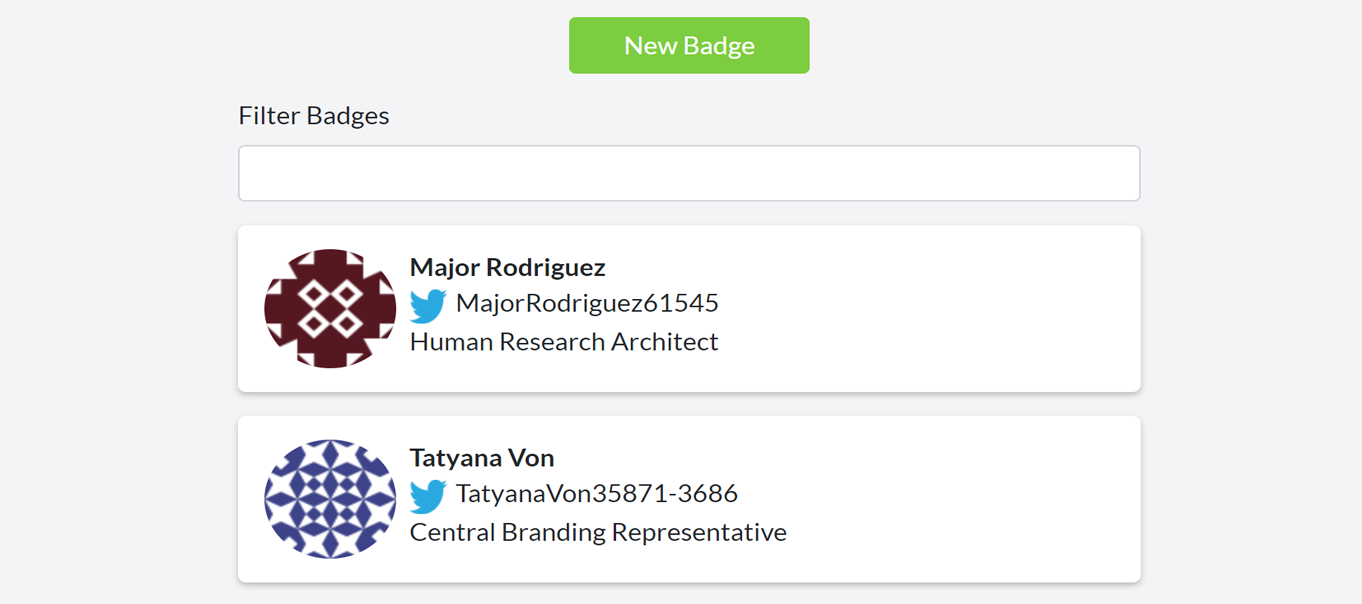 New Badge
Filter Badges
Major Rodriguez
MajorRodriguez61545
Human Research Architect
Tatyana Von
TatyanaVon35871-3686
Central Branding Representative